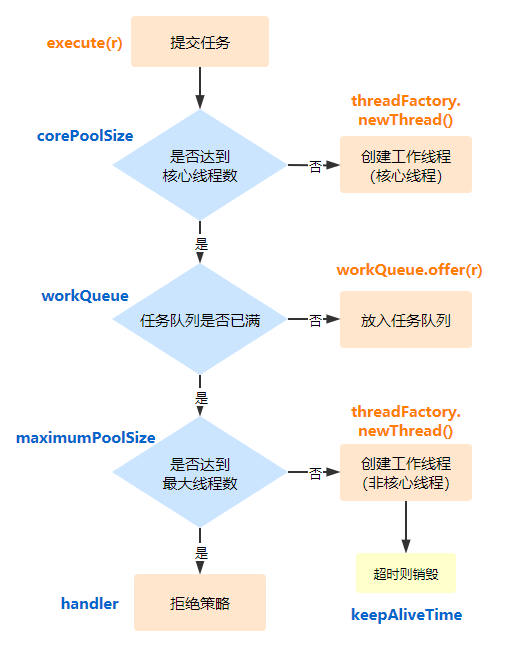 execute(r)
提交任务
corePoolSize
是否达到
核心线程数
否
threadFactory.
newThread()
创建工作线程
(核心线程)
是
workQueue
任务队列是否已满
否
workQueue.offer(r)
放入任务队列
是
maximumPoolSize
是否达到
最大线程数
否
threadFactory.
newThread()
创建工作线程
(非核心线程)
是
超时则销毁
keepAliveTime
handler
拒绝策略